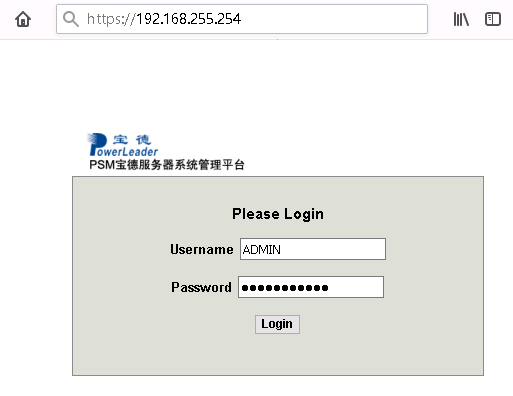 https://192.168.255.254
宝德
PowerLeader
PSM宝德服务器系统管理平台
Please Login
Username ADMIN
Password ●●●●●●●●●●●
Login